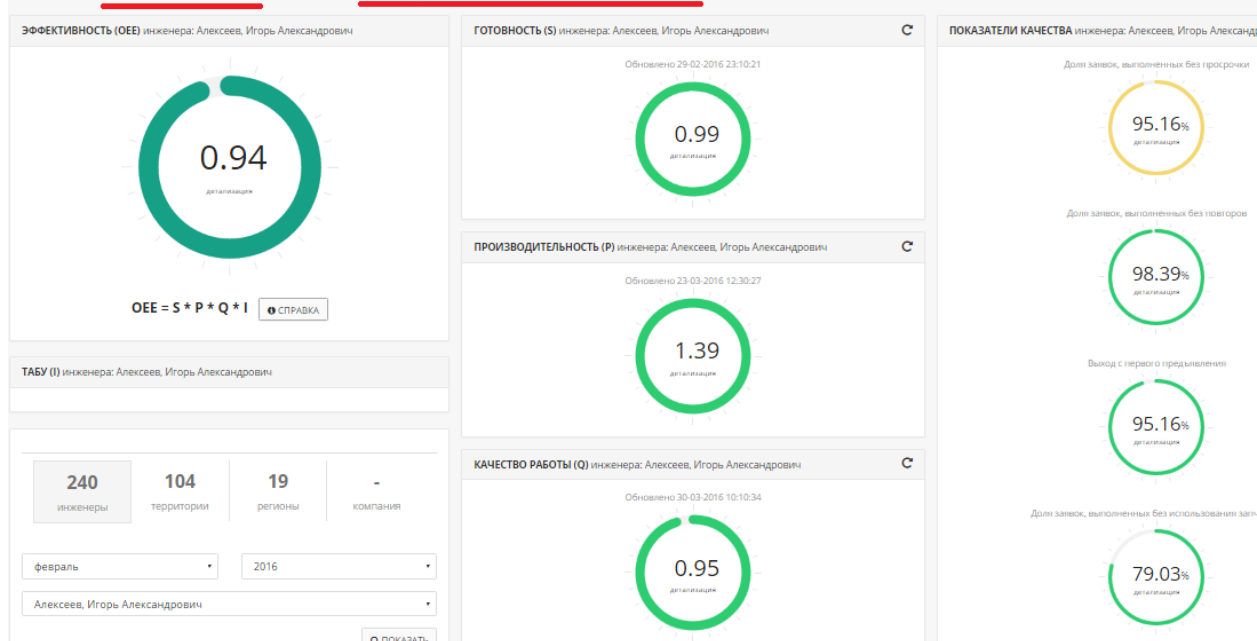 ЭФФЕКТИВНОСТЬ (OEE) инженера: Алексеев, Игорь Александрович
0.94
детализация
OEE = S * P * Q * I
СПРАВКА
ТАБУ (I) инженера: Алексеев, Игорь Александрович
240
инженеры
104
территории
19
регионы
-
компания
февраль
2016
Алексеев, Игорь Александрович
ПОКАЗАТЬ
ГОТОВНОСТЬ (S) инженера: Алексеев, Игорь Александрович
Обновлено 29-02-2016 23:10:21
0.99
детализация
ПРОИЗВОДИТЕЛЬНОСТЬ (P) инженера: Алексеев, Игорь Александрович
Обновлено 23-03-2016 12:30:27
1.39
детализация
КАЧЕСТВО РАБОТЫ (Q) инженера: Алексеев, Игорь Александрович
Обновлено 30-03-2016 10:10:34
0.95
детализация
ПОКАЗАТЕЛИ КАЧЕСТВА инженера: Алексеев, Игорь Александр
Доля заявок, выполненных без просрочки
95.16%
детализация
Доля заявок, выполненных без повторов
98.39%
детализация
Выход с первого предъявления
95.16%
детализация
Доля заявок, выполненных без использования запч
79.03%
детализация